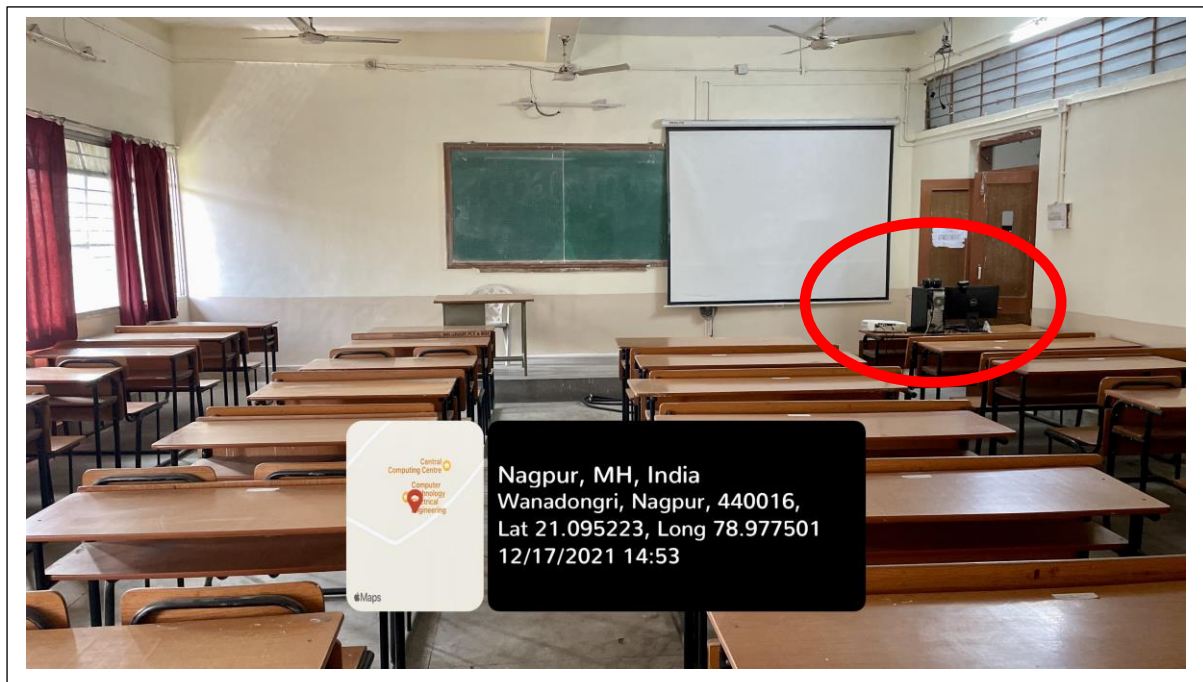 Central
Computing Centre
Computer
Maps
Nagpur, MH, India
Wanadongri, Nagpur, 440016,
Lat 21.095223, Long 78.977501
12/17/2021 14:53